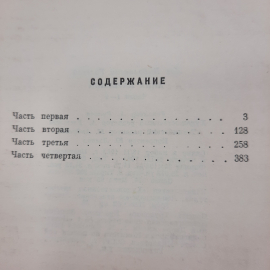 СОДЕРЖАНИЕ
Часть первая . . . . . . . . . . . . . . 3
Часть вторая . . . . . . . . . . . . . . 128
Часть третья . . . . . . . . . . . . . . 258
Часть четвертая . . . . . . . . . . . . 383